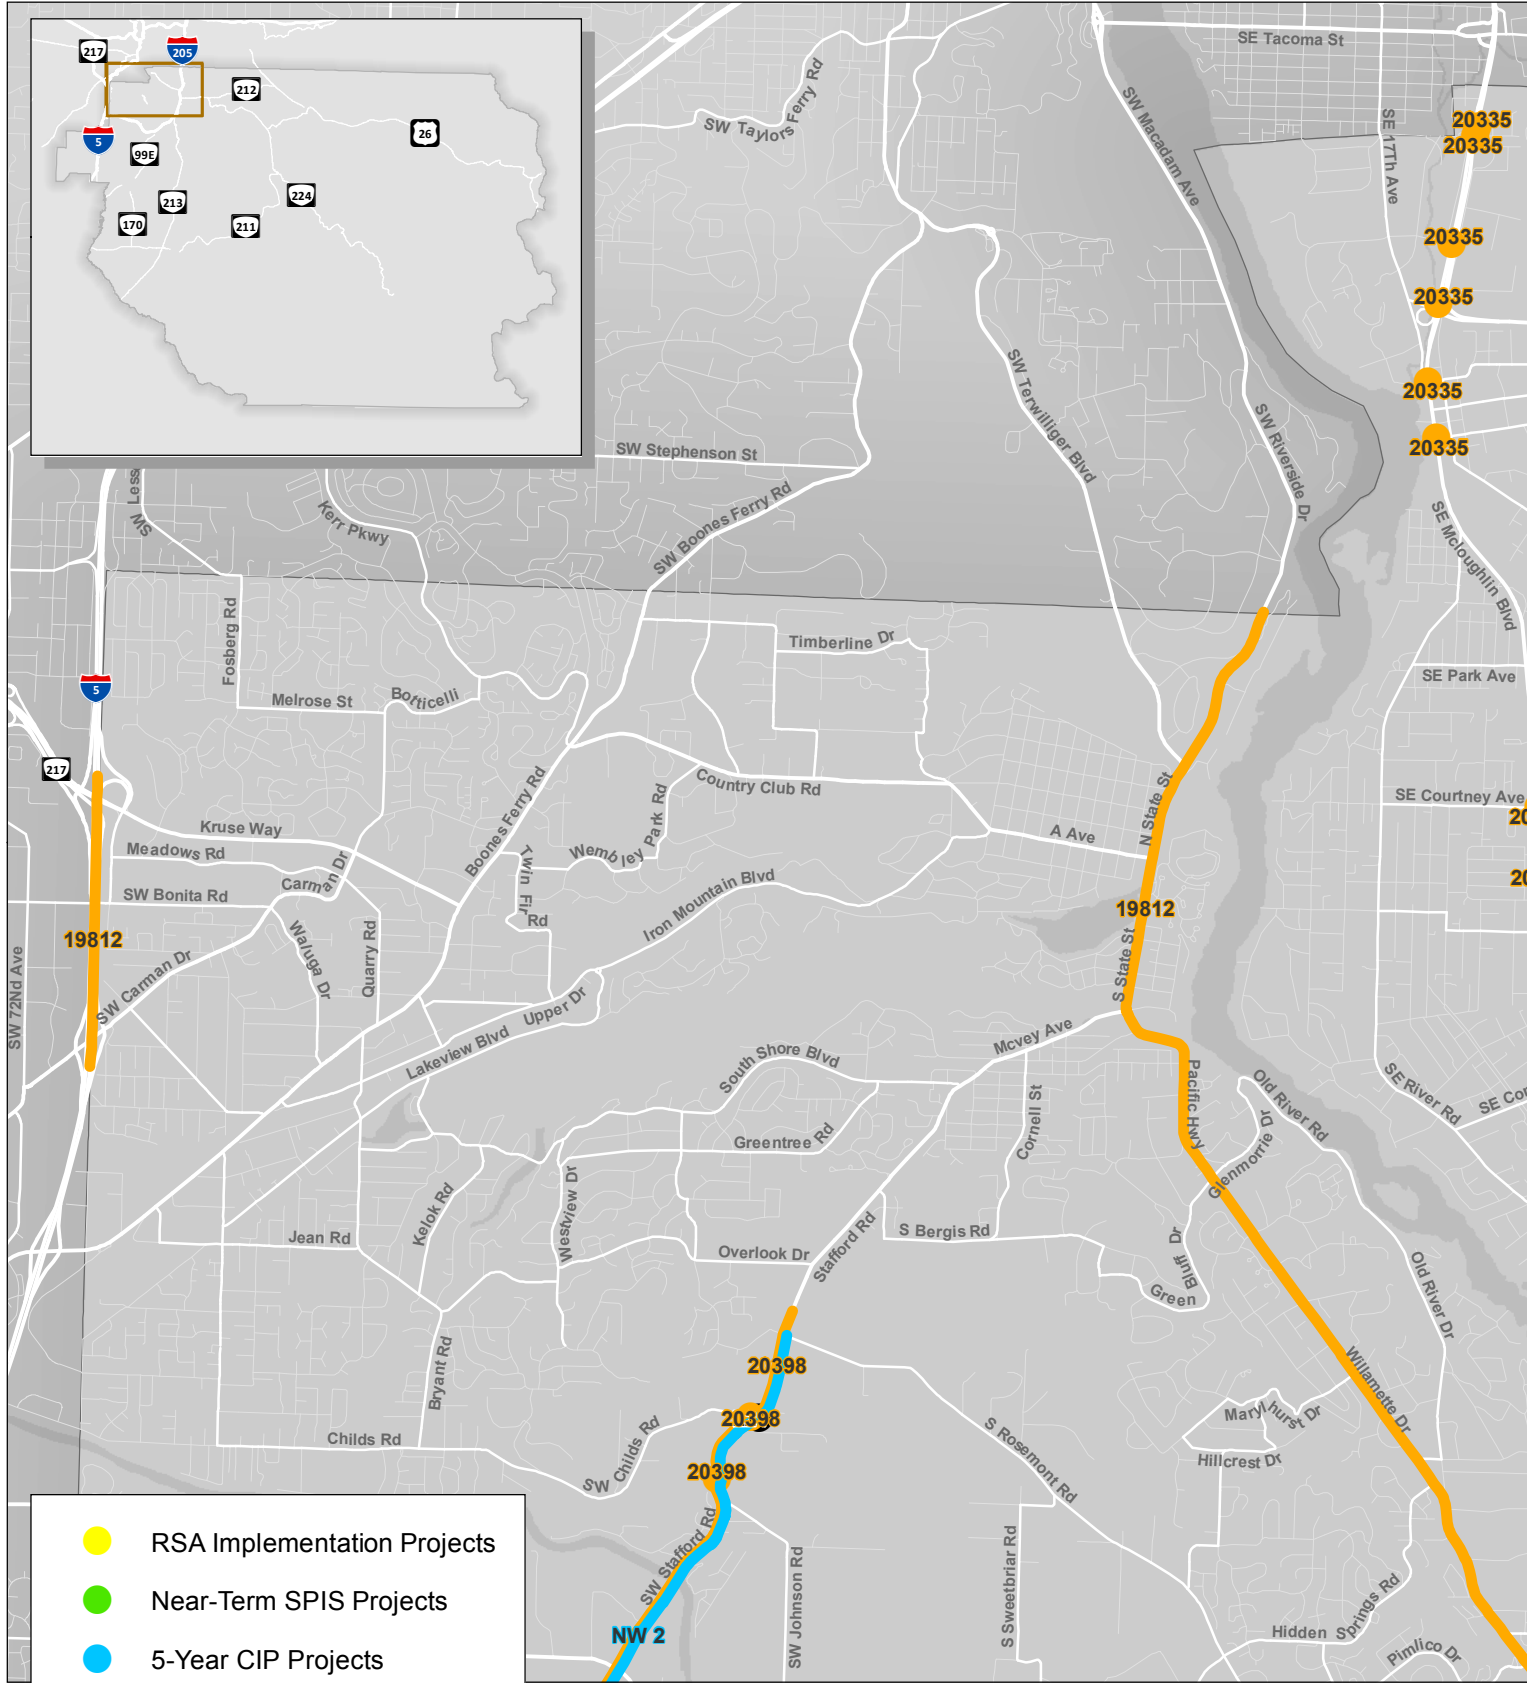 217
205
212
26
5
99E
213
224
170
211
SE Tacoma St
SW Taylors Ferry Rd
SW Macadam Ave
SE 17Th Ave
20335
20335
20335
20335
20335
20335
SW Terwilliger Blvd
SW Riverside Dr
SW Stephenson St
SW Boones Ferry Rd
Kerr Pkwy
SE Mcloughlin Blvd
Fosberg Rd
Timberline Dr
SE Park Ave
Melrose St
Botticelli
5
217
Country Club Rd
SE Courtney Ave
Boones Ferry Rd
Wembley Park Rd
N State St
A Ave
Kruse Way
Meadows Rd
Carman Dr
Twin Fir Rd
SW Bonita Rd
Iron Mountain Blvd
19812
19812
Waluga Dr
Quarry Rd
S State St
SW 72Nd Ave
SW Carman Dr
Upper Dr
Lakeview Blvd
Mcvey Ave
South Shore Blvd
Pacific Hwy
Old River Rd
SE River Rd
Cornell St
Greentree Rd
Glenmorrie Dr
Westview Dr
Kelok Rd
Jean Rd
S Bergis Rd
Overlook Dr
Stafford Rd
Green Bluff Dr
Old River Dr
Bryant Rd
20398
20398
20398
Willamette Dr
Marylhurst Dr
Hillcrest Dr
Childs Rd
SW Childs Rd
S Rosemont Rd
SW Stafford Rd
SW Johnson Rd
S Sweetbriar Rd
Hidden Springs Rd
Pimlico Dr
NW 2
RSA Implementation Projects
Near-Term SPIS Projects
5-Year CIP Projects